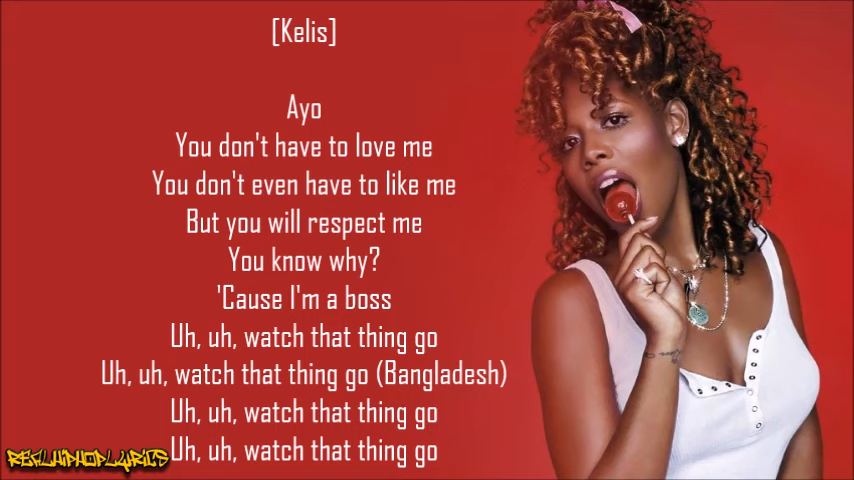 [Kelis]
Ayo
You don't have to love me
You don't even have to like me
But you will respect me
You know why?
'Cause I'm a boss
Uh, uh, watch that thing go
Uh, uh, watch that thing go (Bangladesh)
Uh, uh, watch that thing go
Uh, uh, watch that thing go
REALHIPHOPLYRICS